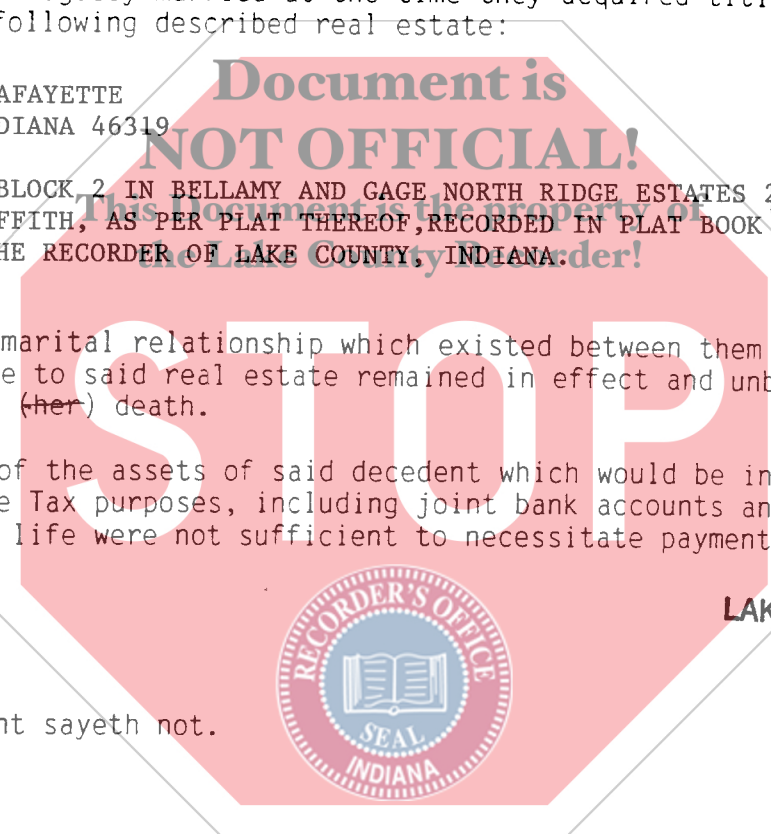 following described real estate:
Document is
AFAYETTE
DIANA 46319
NOT OFFICIAL!
BLOCK 2 IN BELLAMY AND GAGE NORTH RIDGE ESTATES 2
This Document is the property of
FFITH, AS PER PLAT THEREOF,RECORDED IN PLAT BOOK
HE RECORDER OF LAKE COUNTY, INDIANA.
the Lake County Recorder!
marital relationship which existed between them
e to said real estate remained in effect and unb
(her) death.
STOP
of the assets of said decedent which would be in
e Tax purposes, including joint bank accounts an
life were not sufficient to necessitate payment
LAK
RECORDER'S OFFICE
SEAL
INDIANA
nt sayeth not.